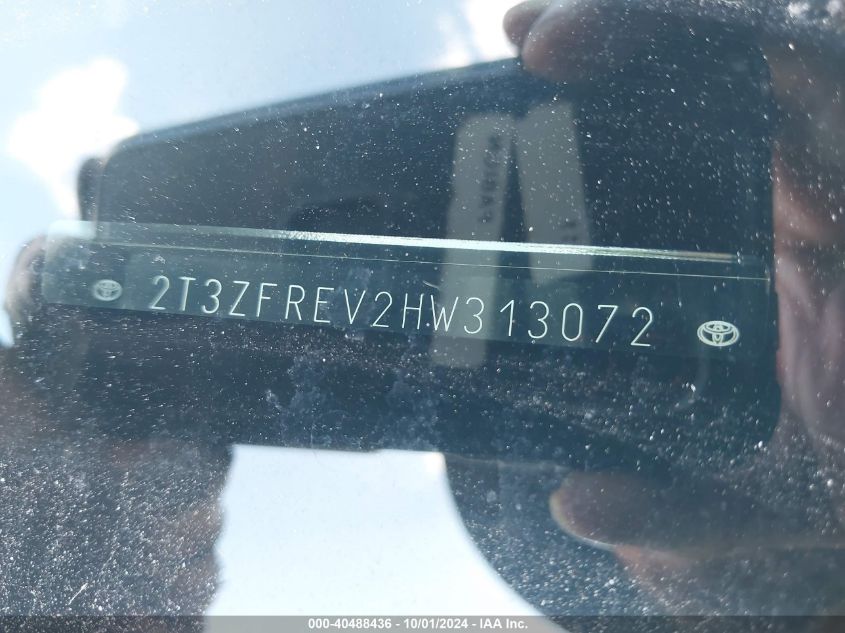 2T3ZFREV2HW313072
000-40488436 - 10/01/2024 - IAA Inc.